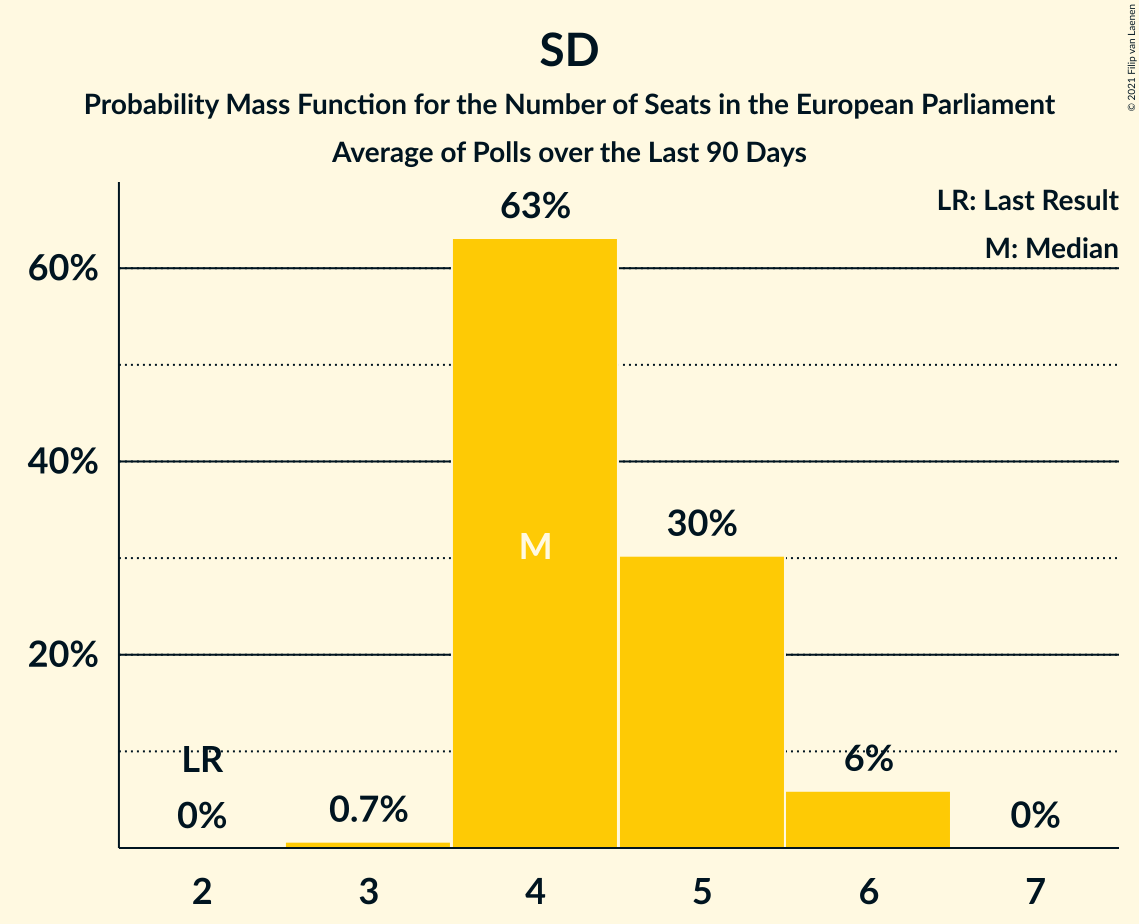 SD
Probability Mass Function for the Number of Seats in the European Parliament
Average of Polls over the Last 90 Days
© 2021 Filip van Laenen
LR: Last Result
M: Median
63%
60%
40%
30%
M
20%
LR
6%
0%
0.7%
0%
2 3 4 5 6 7